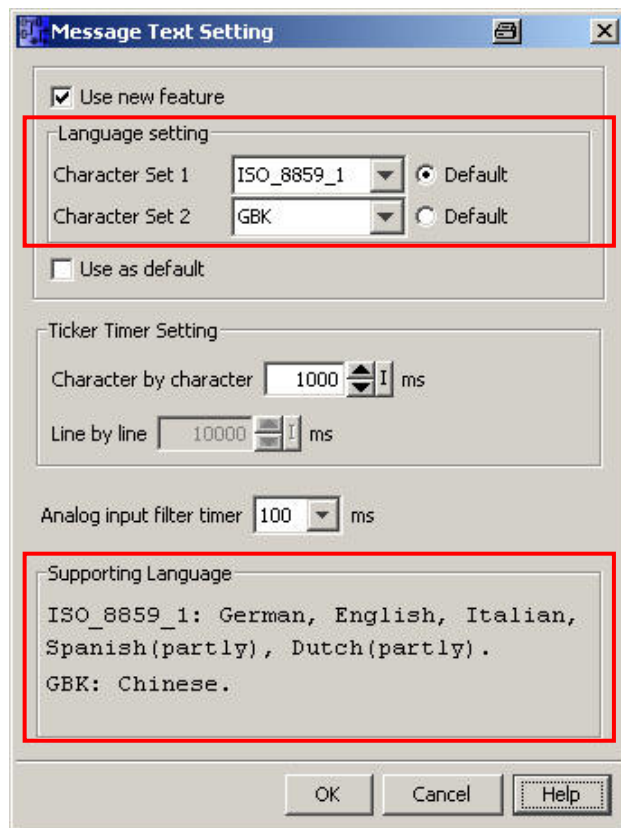 Message Text Setting
Use new feature
Language setting
Character Set 1 ISO_8859_1 Default
Character Set 2 GBK Default
Use as default
Ticker Timer Setting
Character by character 1000 I ms
Line by line 10000 I ms
Analog input filter timer 100 ms
Supporting Language
ISO_8859_1: German, English, Italian,
Spanish(partly), Dutch(partly).
GBK: Chinese.
OK Cancel Help